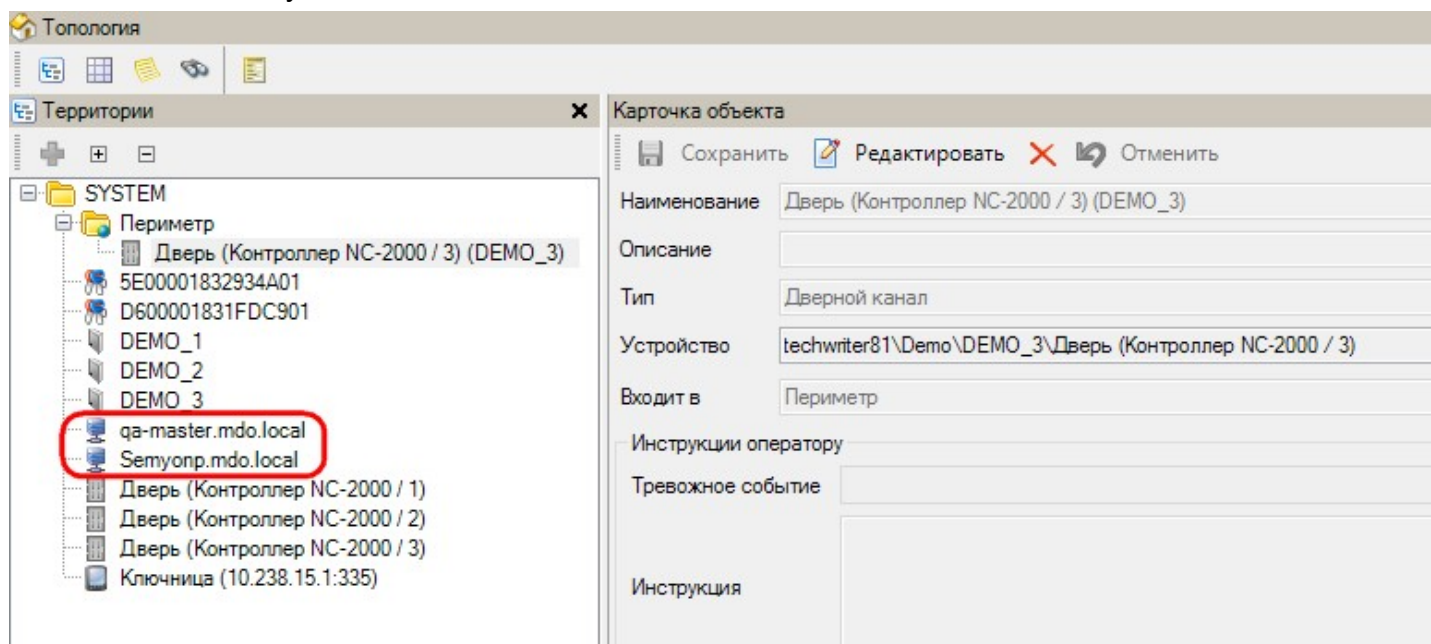 Топология
Территории
SYSTEM
Периметр
Дверь (Контроллер NC-2000 / 3) (DEMO_3)
5E00001832934A01
D600001831FDC901
DEMO_1
DEMO_2
DEMO_3
qa-master.mdo.local
Semyonp.mdo.local
Дверь (Контроллер NC-2000 / 1)
Дверь (Контроллер NC-2000 / 2)
Дверь (Контроллер NC-2000 / 3)
Ключница (10.238.15.1:335)
Карточка объекта
Сохранить Редактировать Отменить
Наименование Дверь (Контроллер NC-2000 / 3) (DEMO_3)
Описание
Тип Дверной канал
Устройство techwriter81\Demo\DEMO_3\Дверь (Контроллер NC-2000 / 3)
Входит в Периметр
Инструкции оператору
Тревожное событие
Инструкция